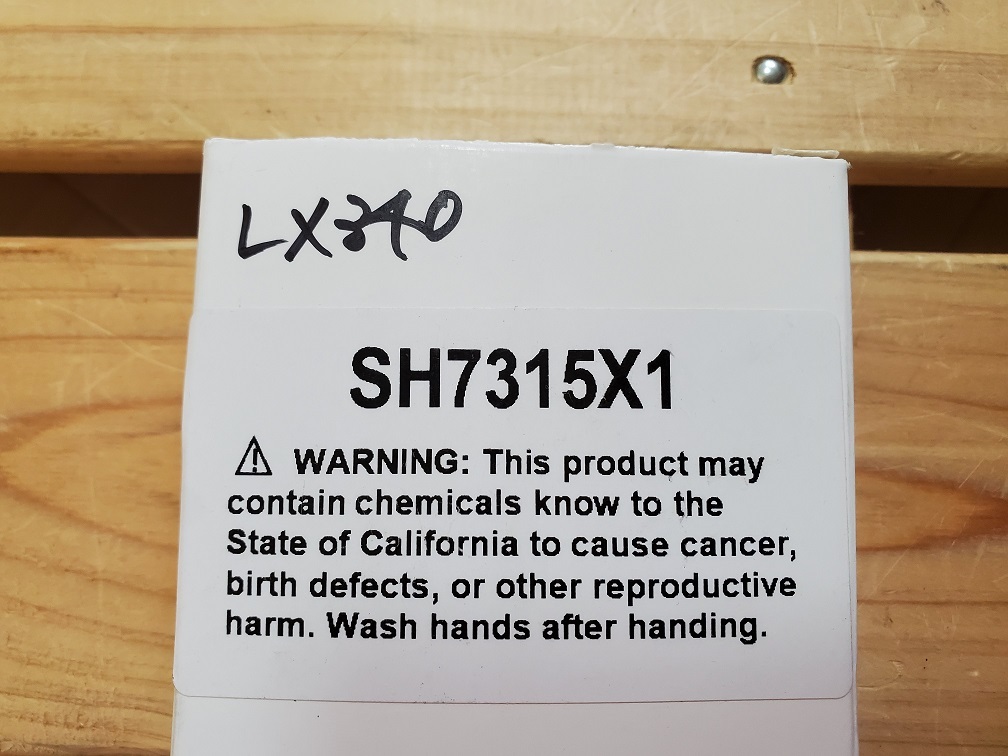 LX340
SH7315X1
⚠ WARNING: This product may
contain chemicals know to the
State of California to cause cancer,
birth defects, or other reproductive
harm. Wash hands after handing.